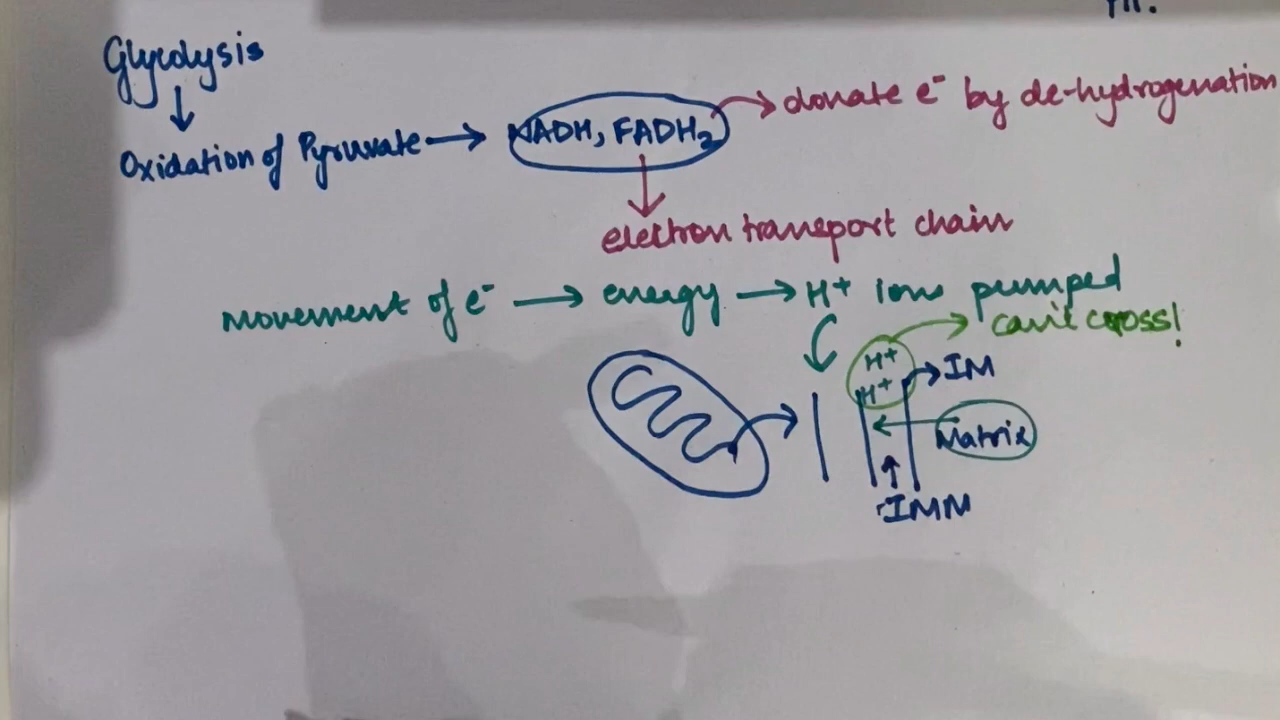 Glycolysis
↓
Oxidation of Pyruvate → NADH, FADH₂ → donate e⁻ by de-hydrogenation
↓
electron transport chain
movement of e⁻ → energy → H+ ions pumped
can't cross!
H+
H+
IM
Matrix
IMM